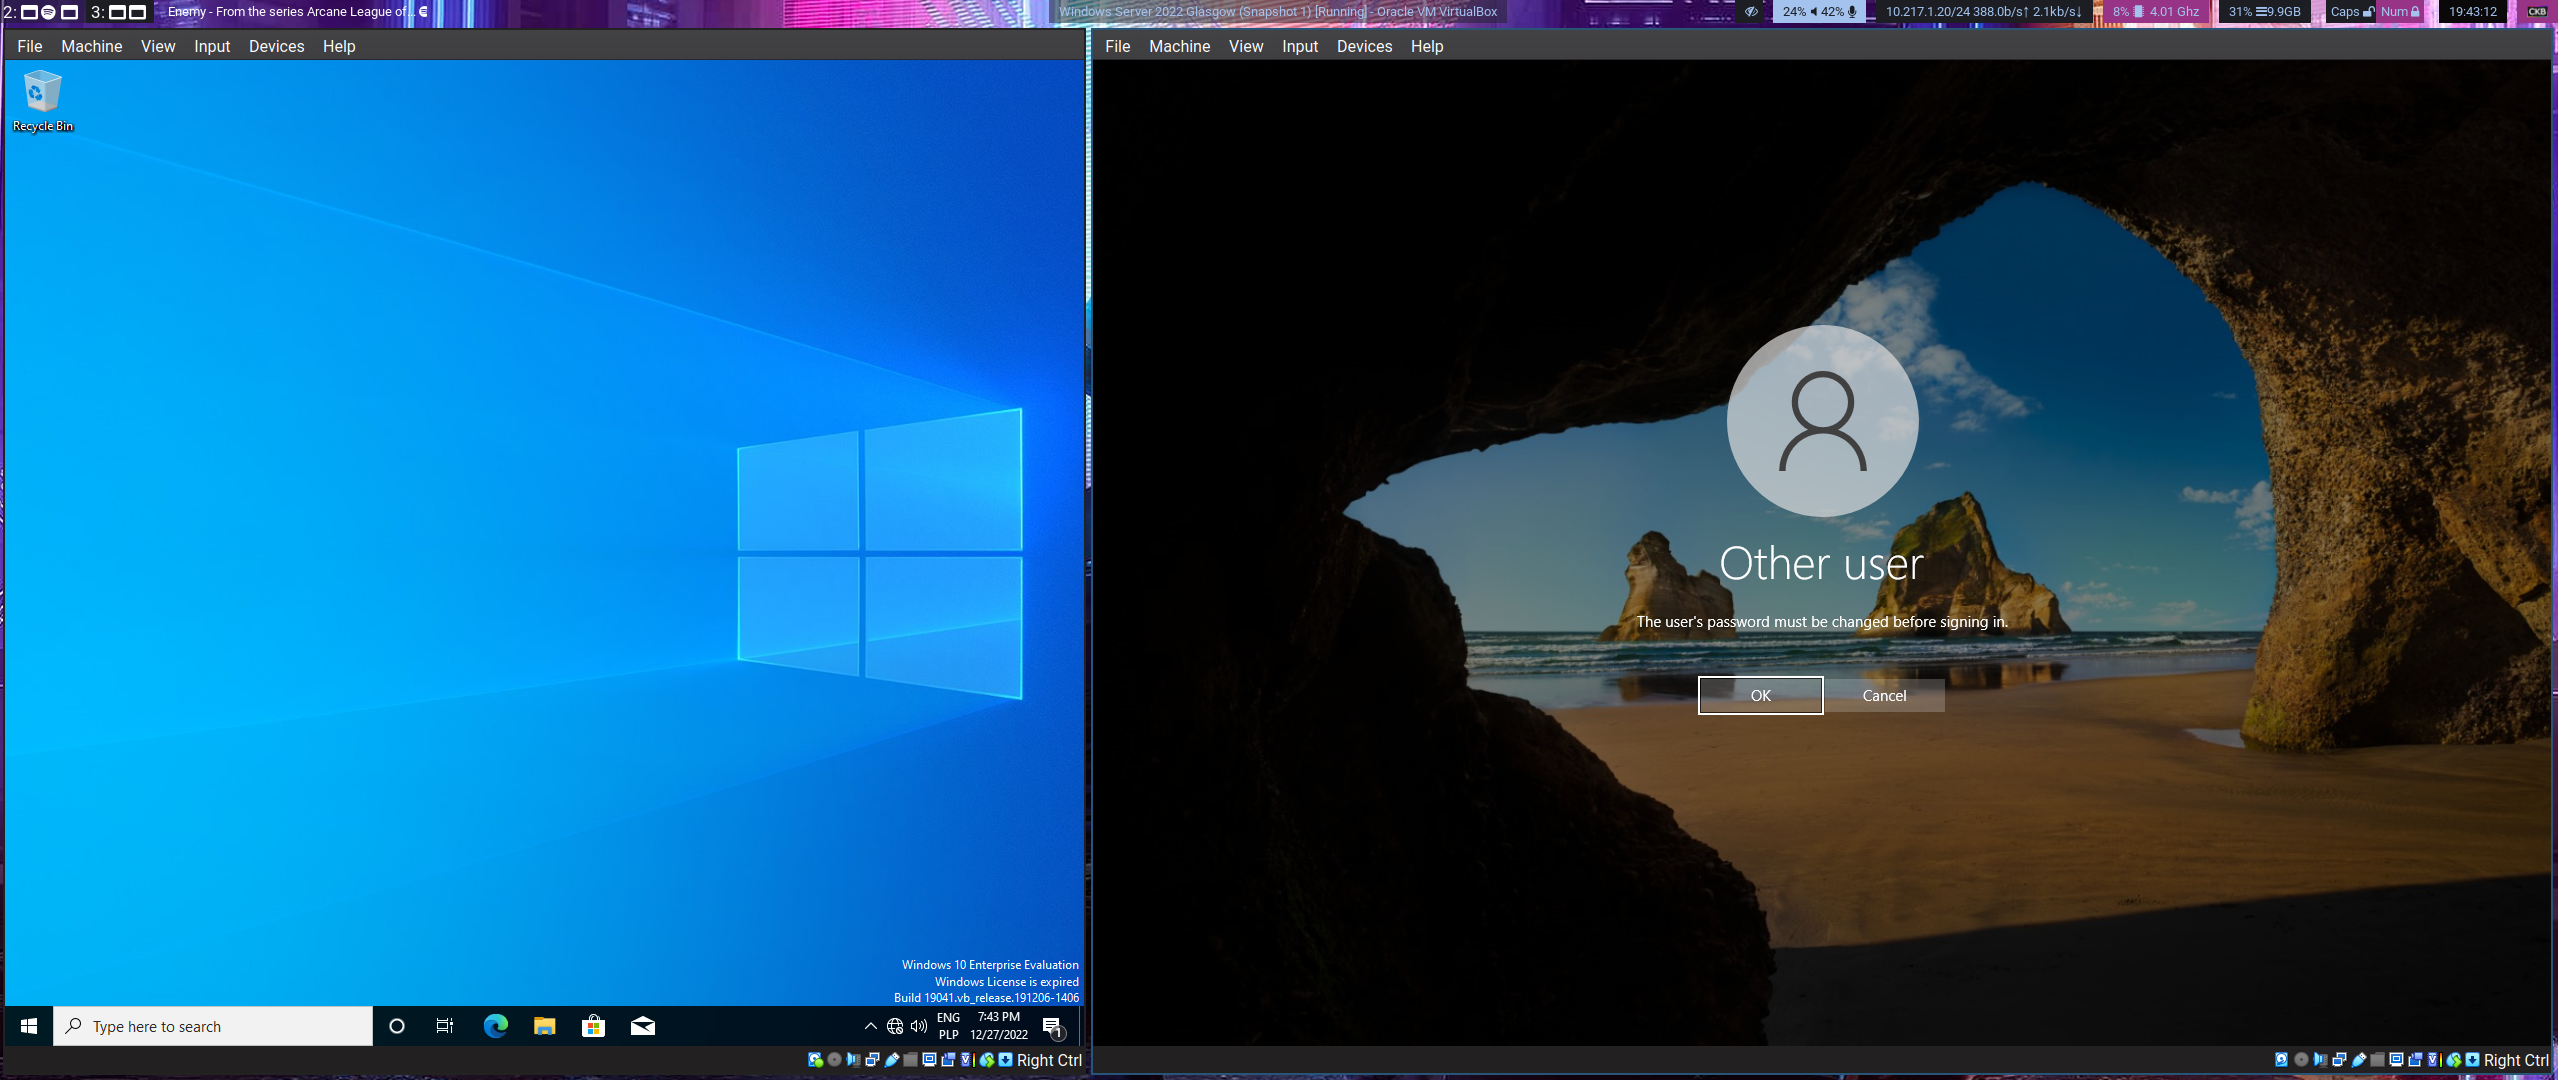 2:
3:
Enemy - From the series Arcane League of...
Windows Server 2022 Glasgow (Snapshot 1) [Running] - Oracle VM VirtualBox
24% 42%
10.217.1.20/24 388.0b/s↑ 2.1kb/s↓
8% 4.01 Ghz
31% 9.9GB
Caps Num
19:43:12
CKB
File Machine View Input Devices Help
Recycle Bin
Windows 10 Enterprise Evaluation
Windows License is expired
Build 19041.vb_release.191206-1406
Type here to search
ENG
PLP
7:43 PM
12/27/2022
1
Right Ctrl
File Machine View Input Devices Help
Other user
The user's password must be changed before signing in.
OK Cancel
Right Ctrl